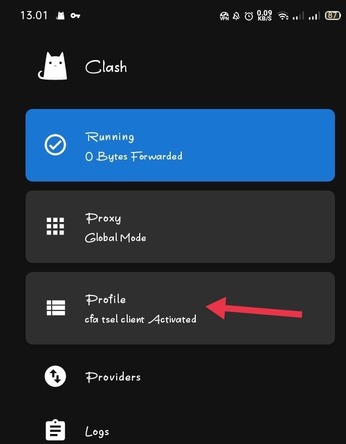 13.01
0.09
KB/S
87
Clash
Running
0 Bytes Forwarded
Proxy
Global Mode
Profile
cfa tsel client Activated
Providers
Logs